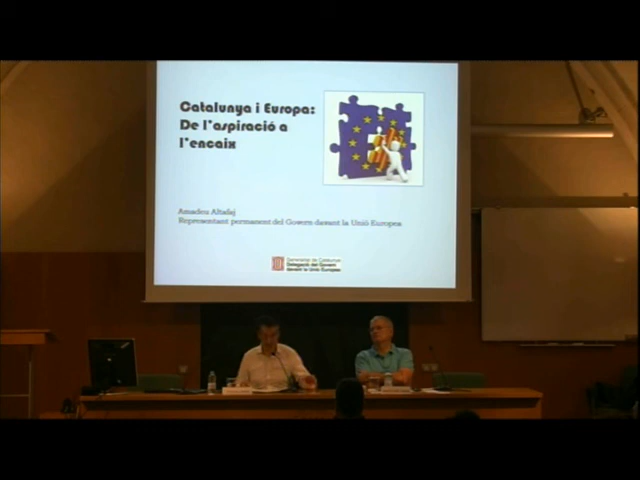 Catalunya i Europa:
De l'aspiració a
l'encaix
Amadeu Altafaj
Representant permanent del Govern davant la Unió Europea
Generalitat de Catalunya
Delegació del Govern
davant la Unió Europea